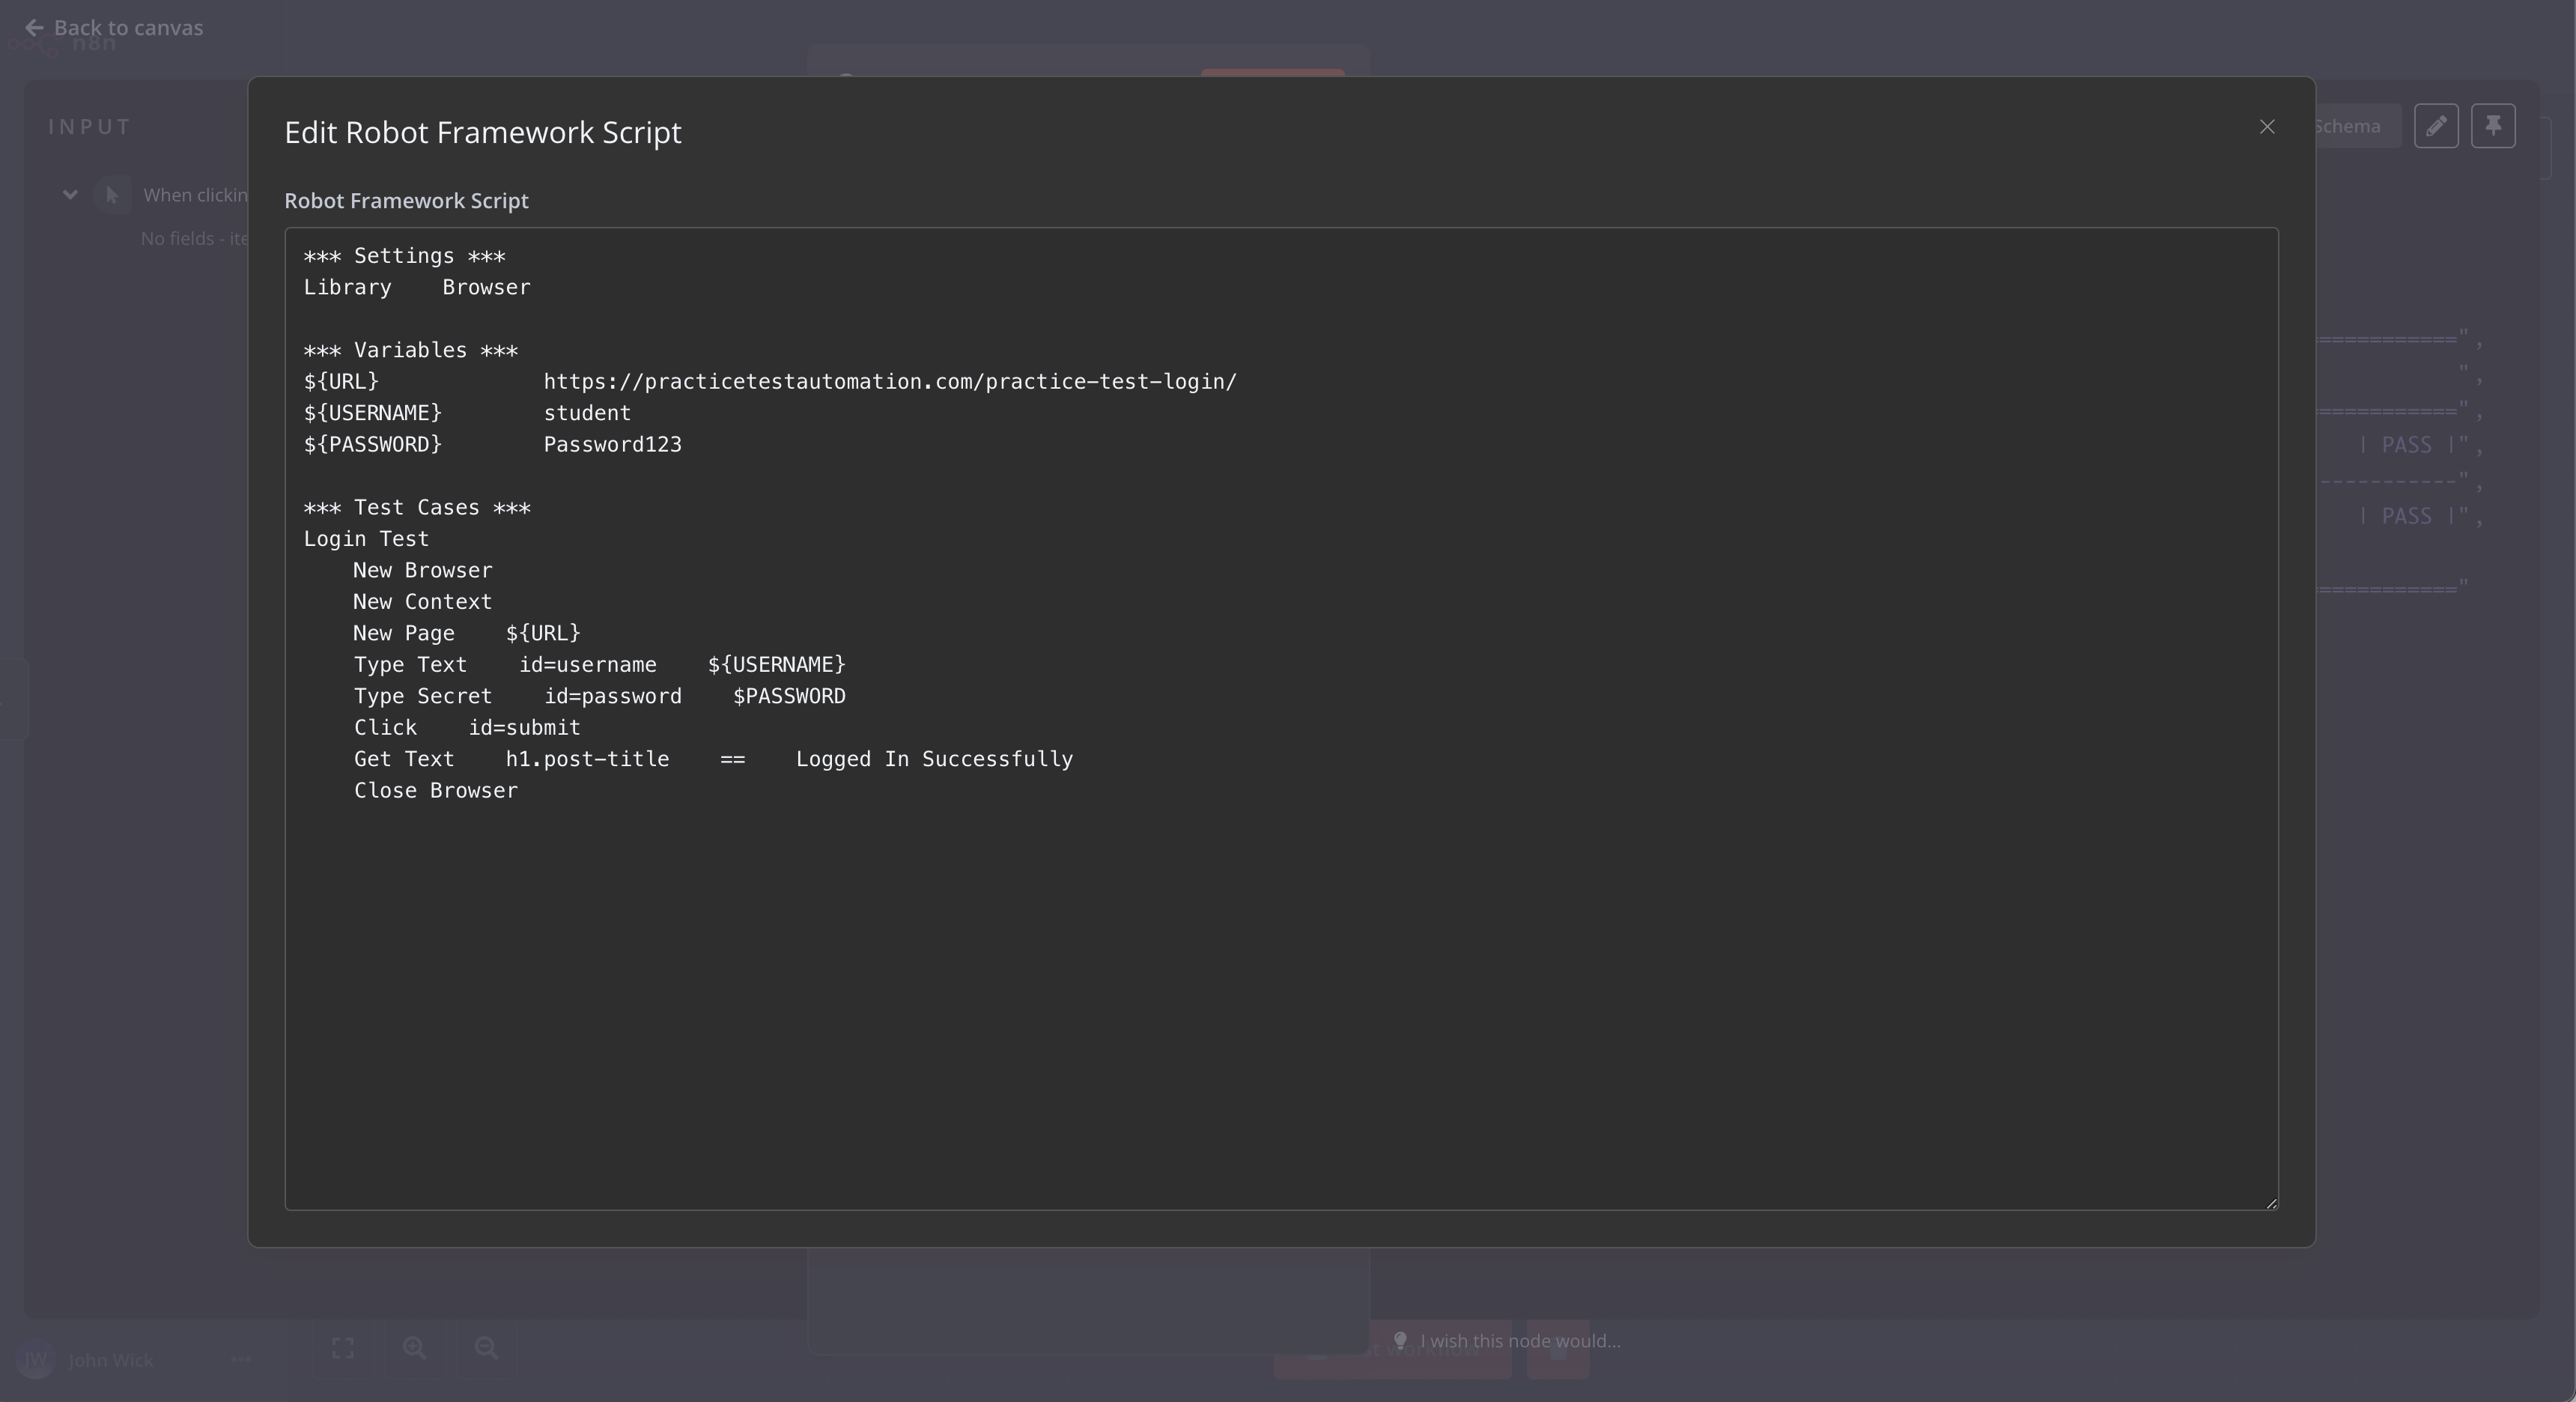 Back to canvas
n8n
INPUT
Schema
When clickin
No fields - ite
Edit Robot Framework Script
Robot Framework Script
*** Settings ***
Library    Browser
*** Variables ***
${URL}             https://practicetestautomation.com/practice-test-login/
${USERNAME}        student
${PASSWORD}        Password123
*** Test Cases ***
Login Test
    New Browser
    New Context
    New Page    ${URL}
    Type Text    id=username    ${USERNAME}
    Type Secret    id=password    $PASSWORD
    Click    id=submit
    Get Text    h1.post-title    ==    Logged In Successfully
    Close Browser
===========",
",
===========",
| PASS |",
-----------",
| PASS |",
==========="
I wish this node would...
JW John Wick